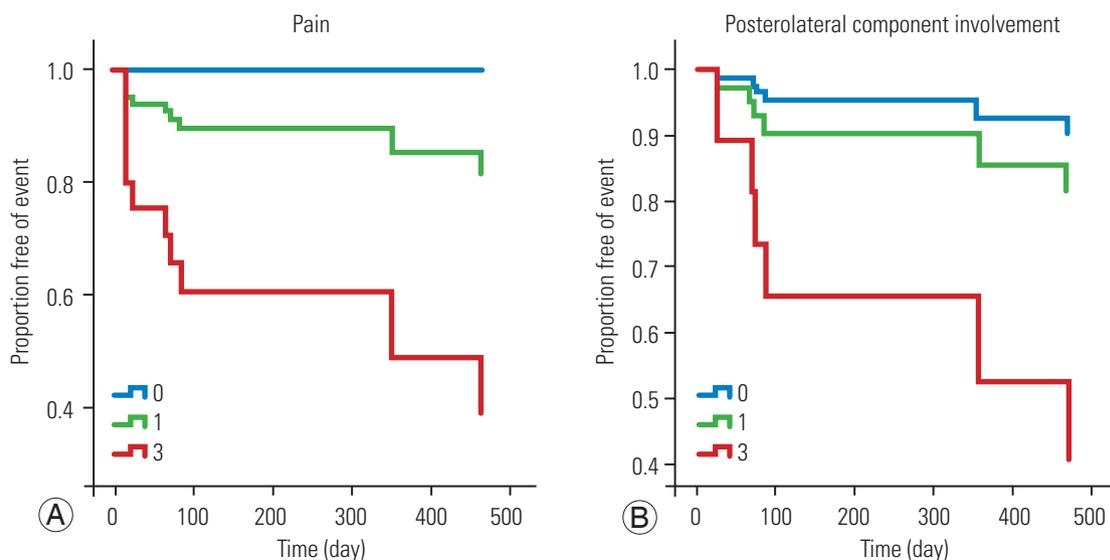 Pain
Proportion free of event
1.0
0.8
0.6
0.4
0
1
3
0 100 200 300 400 500
Time (day)
A
Posterolateral component involvement
Proportion free of event
1.0
0.9
0.8
0.7
0.6
0.5
0.4
0
1
3
0 100 200 300 400 500
Time (day)
B